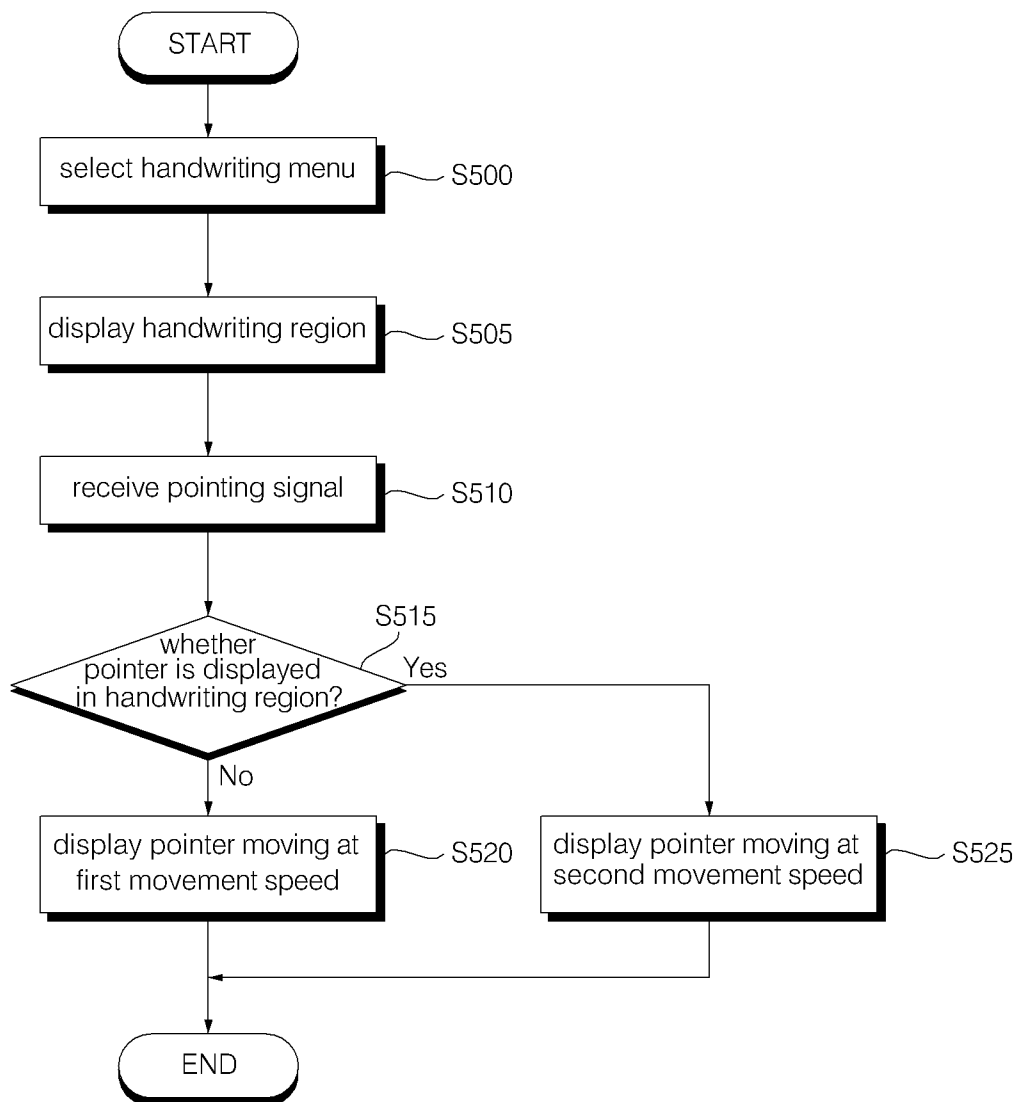 START
select handwriting menu
S500
display handwriting region
S505
receive pointing signal
S510
S515
whether
pointer is displayed
in handwriting region?
Yes
No
display pointer moving at
first movement speed
S520
display pointer moving at
second movement speed
S525
END